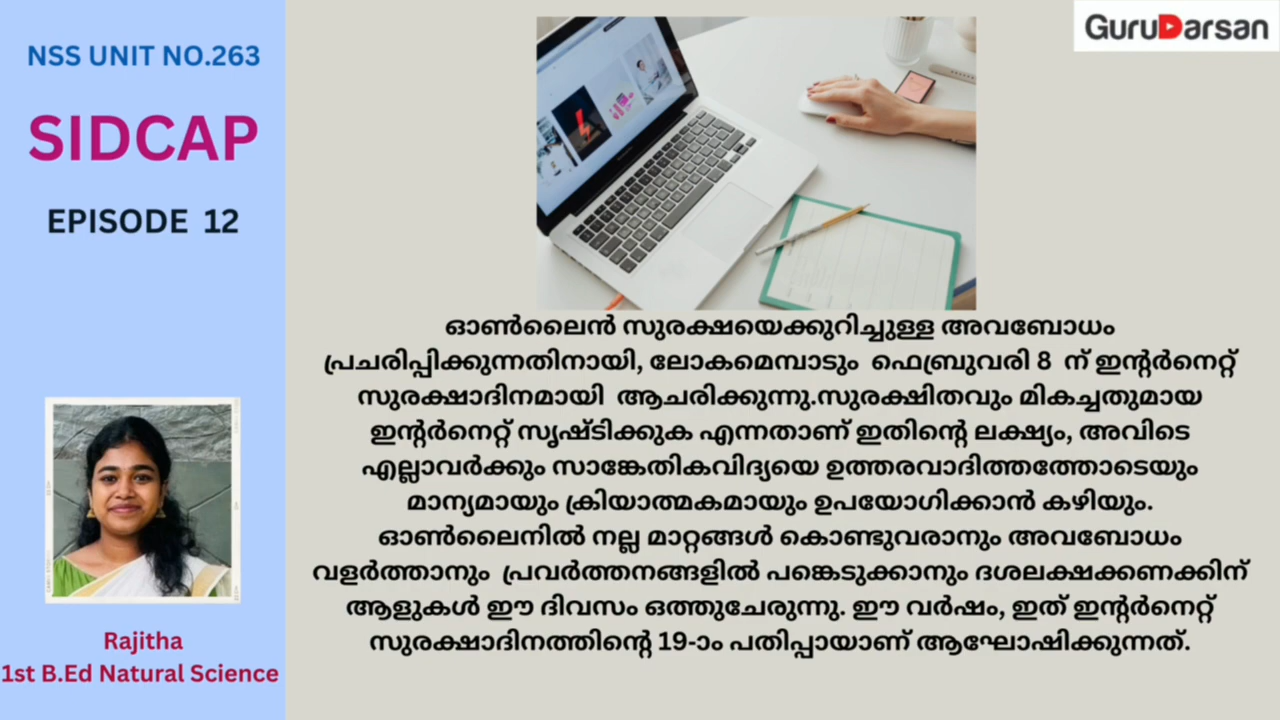 NSS UNIT NO.263
SIDCAP
EPISODE 12
Rajitha
1st B.Ed Natural Science
GuruDarsan
ഓൺലൈൻ സുരക്ഷയെക്കുറിച്ചുള്ള അവബോധം
പ്രചരിപ്പിക്കുന്നതിനായി, ലോകമെമ്പാടും ഫെബ്രുവരി 8 ന് ഇന്റർനെറ്റ്
സുരക്ഷാദിനമായി ആചരിക്കുന്നു.സുരക്ഷിതവും മികച്ചതുമായ
ഇന്റർനെറ്റ് സൃഷ്ടിക്കുക എന്നതാണ് ഇതിന്റെ ലക്ഷ്യം, അവിടെ
എല്ലാവർക്കും സാങ്കേതികവിദ്യയെ ഉത്തരവാദിത്തത്തോടെയും
മാന്യമായും ക്രിയാത്മകമായും ഉപയോഗിക്കാൻ കഴിയും.
ഓൺലൈനിൽ നല്ല മാറ്റങ്ങൾ കൊണ്ടുവരാനും അവബോധം
വളർത്താനും പ്രവർത്തനങ്ങളിൽ പങ്കെടുക്കാനും ദശലക്ഷക്കണക്കിന്
ആളുകൾ ഈ ദിവസം ഒത്തുചേരുന്നു. ഈ വർഷം, ഇത് ഇന്റർനെറ്റ്
സുരക്ഷാദിനത്തിന്റെ 19-ാം പതിപ്പായാണ് ആഘോഷിക്കുന്നത്.